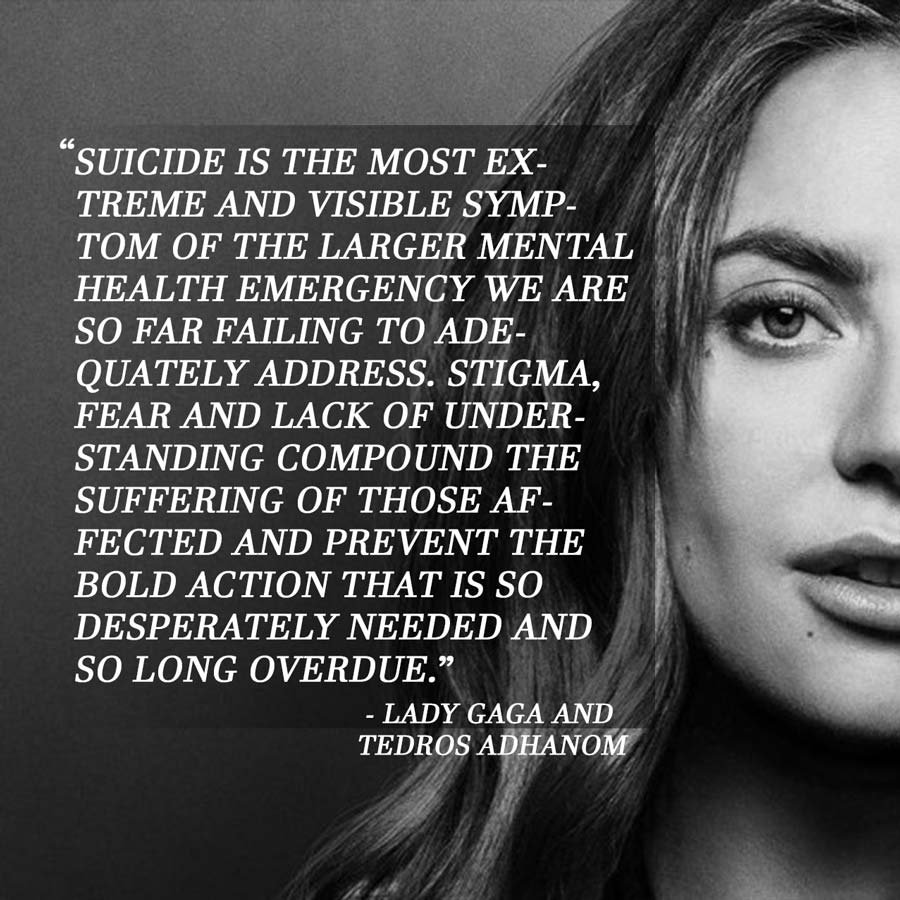 “SUICIDE IS THE MOST EX-
TREME AND VISIBLE SYMP-
TOM OF THE LARGER MENTAL
HEALTH EMERGENCY WE ARE
SO FAR FAILING TO ADE-
QUATELY ADDRESS. STIGMA,
FEAR AND LACK OF UNDER-
STANDING COMPOUND THE
SUFFERING OF THOSE AF-
FECTED AND PREVENT THE
BOLD ACTION THAT IS SO
DESPERATELY NEEDED AND
SO LONG OVERDUE.”
- LADY GAGA AND
TEDROS ADHANOM